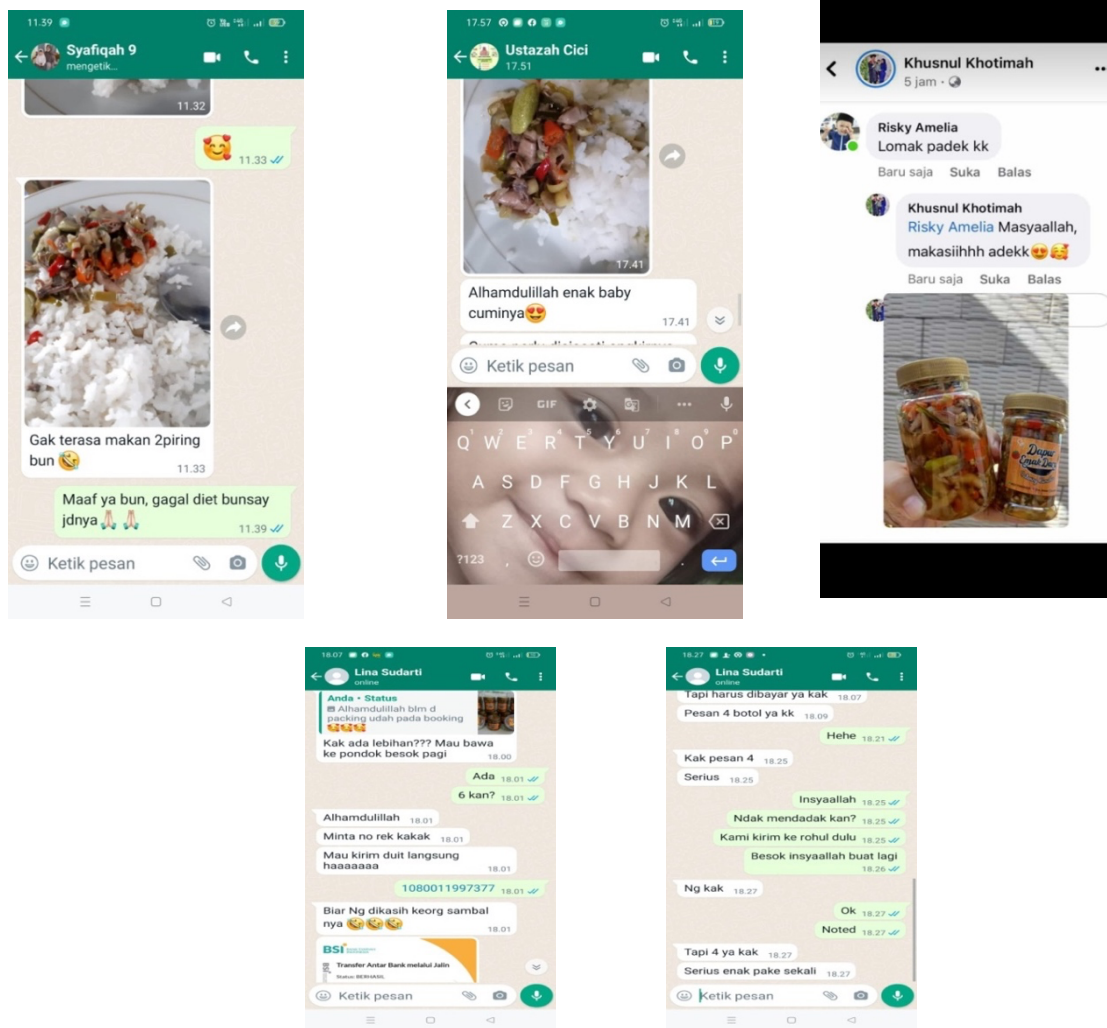 11.39
Syafiqah 9
mengetik...
11.32
11.33
Gak terasa makan 2piring
bun
11.33
Maaf ya bun, gagal diet bunsay
jdnya
11.39
Ketik pesan
17.57
Ustazah Cici
17.51
17.41
Alhamdulillah enak baby
cuminya
17.41
Ketik pesan
GIF
1 2 3 4 5 6 7 8 9 0
Q W E R T Y U I O P
A S D F G H J K L
Z X C V B N M
?123 , .
Khusnul Khotimah
5 jam
Risky Amelia
Lomak padek kk
Baru saja Suka Balas
Khusnul Khotimah
Risky Amelia Masyaallah,
makasiihhh adekk
Baru saja Suka Balas
Dapur
18.07
Lina Sudarti
online
Anda • Status
Alhamdulillah blm d
packing udah pada booking
Kak ada lebihan??? Mau bawa
ke pondok besok pagi
18.00
Ada 18.01
6 kan? 18.01
Alhamdulillah 18.01
Minta no rek kakak 18.01
Mau kirim duit langsung
haaaaaaa
18.01
1080011997377 18.01
Biar Ng dikasih keorg sambal
nya
18.01
BSI
Transfer Antar Bank melalui Jalin
Status: BERHASIL
Ketik pesan
18.27
Lina Sudarti
online
Tapi harus dibayar ya kak 18.07
Pesan 4 botol ya kk 18.09
Hehe 18.21
Kak pesan 4 18.25
Serius 18.25
Insyaallah 18.25
Ndak mendadak kan? 18.25
Kami kirim ke rohul dulu 18.25
Besok insyaallah buat lagi
18.26
Ng kak 18.27
Ok 18.27
Noted 18.27
Tapi 4 ya kak 18.27
Serius enak pake sekali 18.27
Ketik pesan